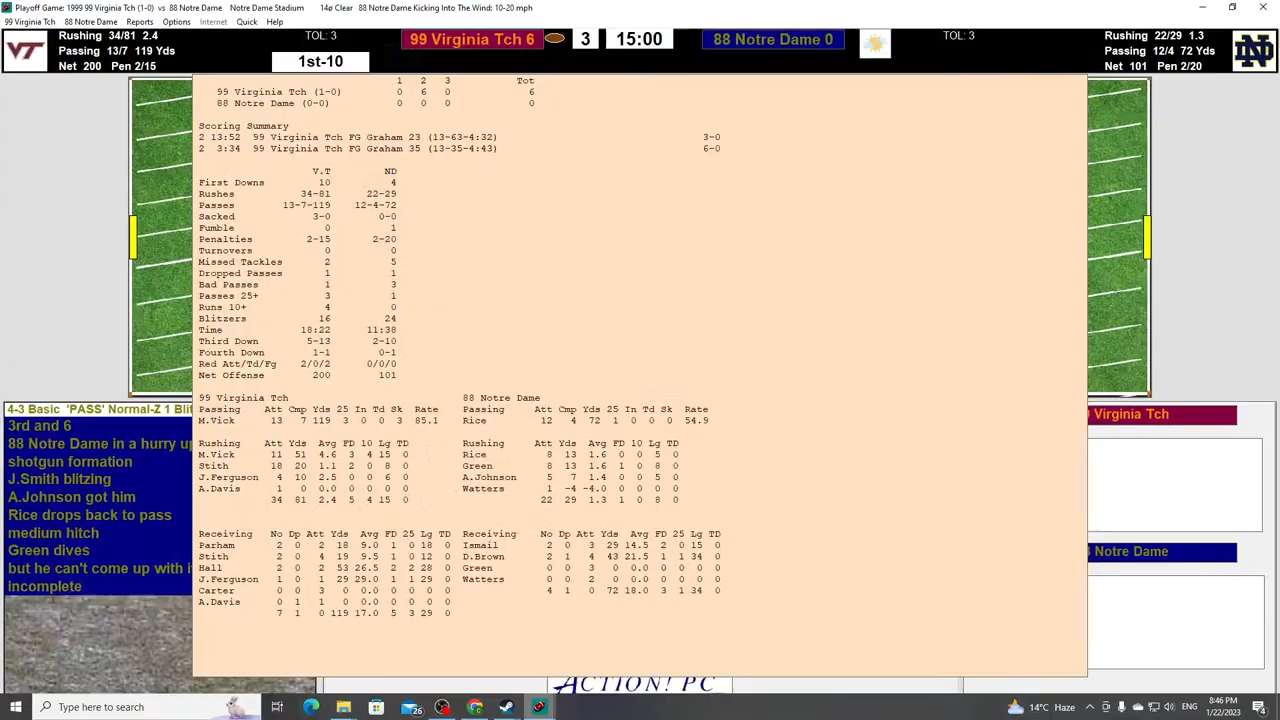 Playoff Game: 1999 99 Virginia Tch (1-0) vs 88 Notre Dame Notre Dame Stadium 14ø Clear 88 Notre Dame Kicking Into The Wind: 10-20 mph
99 Virginia Tch 88 Notre Dame Reports Options Internet Quick Help
VT Rushing 34/81 2.4 TOL: 3 99 Virginia Tch 6 3 15:00 88 Notre Dame 0 TOL: 3 Rushing 22/29 1.3 ND
Passing 13/7 119 Yds Passing 12/4 72 Yds
Net 200 Pen 2/15 1st-10 Net 101 Pen 2/20
1 2 3 Tot
99 Virginia Tch (1-0) 0 6 0 6
88 Notre Dame (0-0) 0 0 0 0
Scoring Summary
2 13:52 99 Virginia Tch FG Graham 23 (13-63-4:32) 3-0
2 3:34 99 Virginia Tch FG Graham 35 (13-35-4:43) 6-0
V.T ND
First Downs 10 4
Rushes 34-81 22-29
Passes 13-7-119 12-4-72
Sacked 3-0 0-0
Fumble 0 1
Penalties 2-15 2-20
Turnovers 0 0
Missed Tackles 2 5
Dropped Passes 1 1
Bad Passes 1 3
Passes 25+ 3 1
Runs 10+ 4 0
Blitzers 16 24
Time 18:22 11:38
Third Down 5-13 2-10
Fourth Down 1-1 0-1
Red Att/Td/Fg 2/0/2 0/0/0
Net Offense 200 101
99 Virginia Tch 88 Notre Dame
Passing Att Cmp Yds 25 In Td Sk Rate Passing Att Cmp Yds 25 In Td Sk Rate
M.Vick 13 7 119 3 0 0 3 85.1 Rice 12 4 72 1 0 0 0 54.9
Rushing Att Yds Avg FD 10 Lg TD Rushing Att Yds Avg FD 10 Lg TD
M.Vick 11 51 4.6 3 4 15 0 Rice 8 13 1.6 0 0 5 0
Stith 18 20 1.1 2 0 8 0 Green 8 13 1.6 1 0 8 0
J.Ferguson 4 10 2.5 0 0 6 0 A.Johnson 5 7 1.4 0 0 5 0
A.Davis 1 0 0.0 0 0 0 0 Watters 1 -4 -4.0 0 0 0 0
34 81 2.4 5 4 15 0 22 29 1.3 1 0 8 0
Receiving No Dp Att Yds Avg FD 25 Lg TD Receiving No Dp Att Yds Avg FD 25 Lg TD
Parham 2 0 2 18 9.0 1 0 18 0 Ismail 2 0 3 29 14.5 2 0 15 0
Stith 2 0 4 19 9.5 1 0 12 0 D.Brown 2 1 4 43 21.5 1 1 34 0
Hall 2 0 2 53 26.5 2 2 28 0 Green 0 0 3 0 0.0 0 0 0 0
J.Ferguson 1 0 1 29 29.0 1 1 29 0 Watters 0 0 2 0 0.0 0 0 0 0
Carter 0 0 3 0 0.0 0 0 0 0 4 1 0 72 18.0 3 1 34 0
A.Davis 0 1 1 0 0.0 0 0 0 0
7 1 0 119 17.0 5 3 29 0
4-3 Basic 'PASS' Normal-Z 1 Bli
3rd and 6
88 Notre Dame in a hurry up
shotgun formation
J.Smith blitzing
A.Johnson got him
Rice drops back to pass
medium hitch
Green dives
but he can't come up with i
incomplete
Virginia Tch
Notre Dame
ACTION! PC
Type here to search
26
14°C Haze
8:46 PM
1/22/2023
4